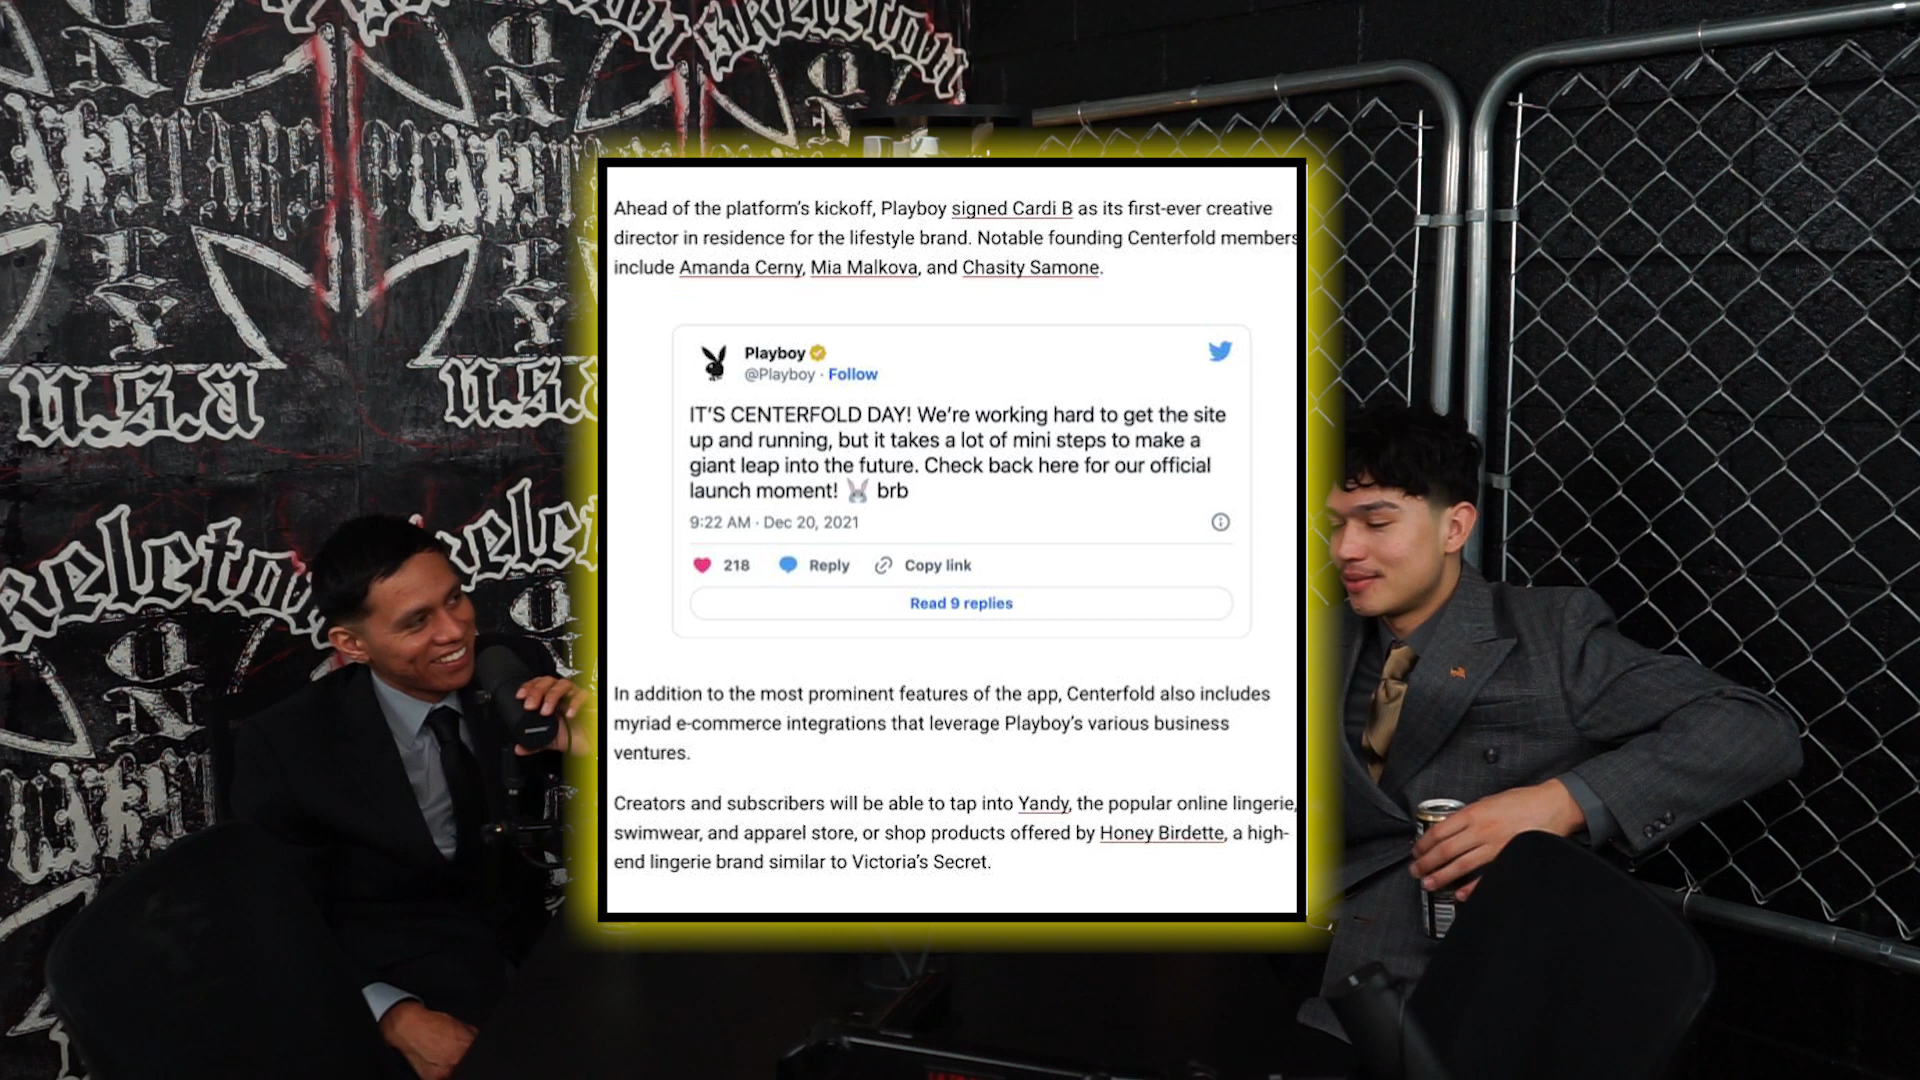 skeleton
Ahead of the platform's kickoff, Playboy signed Cardi B as its first-ever creative
director in residence for the lifestyle brand. Notable founding Centerfold members
include Amanda Cerny, Mia Malkova, and Chasity Samone.
Playboy
@Playboy · Follow
IT'S CENTERFOLD DAY! We're working hard to get the site
up and running, but it takes a lot of mini steps to make a
giant leap into the future. Check back here for our official
launch moment! 🐰 brb
9:22 AM · Dec 20, 2021
218 Reply Copy link
Read 9 replies
In addition to the most prominent features of the app, Centerfold also includes
myriad e-commerce integrations that leverage Playboy's various business
ventures.
Creators and subscribers will be able to tap into Yandy, the popular online lingerie,
swimwear, and apparel store, or shop products offered by Honey Birdette, a high-
end lingerie brand similar to Victoria's Secret.
u.s.a
u.s.a
skeleton